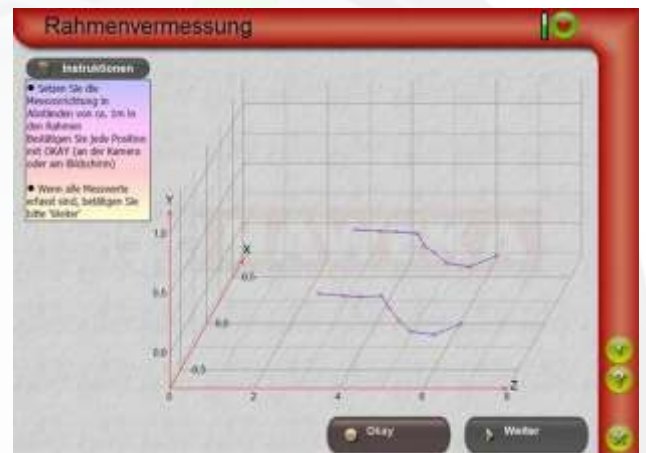 Rahmenvermessung
Instruktionen
● Setzen Sie die
Messvorrichtung in
Abständen von ca. 1m in
den Rahmen
Bestätigen Sie jede Position
mit OKAY (an der Kamera
oder am Bildschirm)
● Wenn alle Messwerte
erfasst sind, betätigen Sie
bitte 'Weiter'
Y
1,0
X
0,5
0,5
0,0
0,0
-0,5
Z
0
2
4
6
8
Okay
Weiter